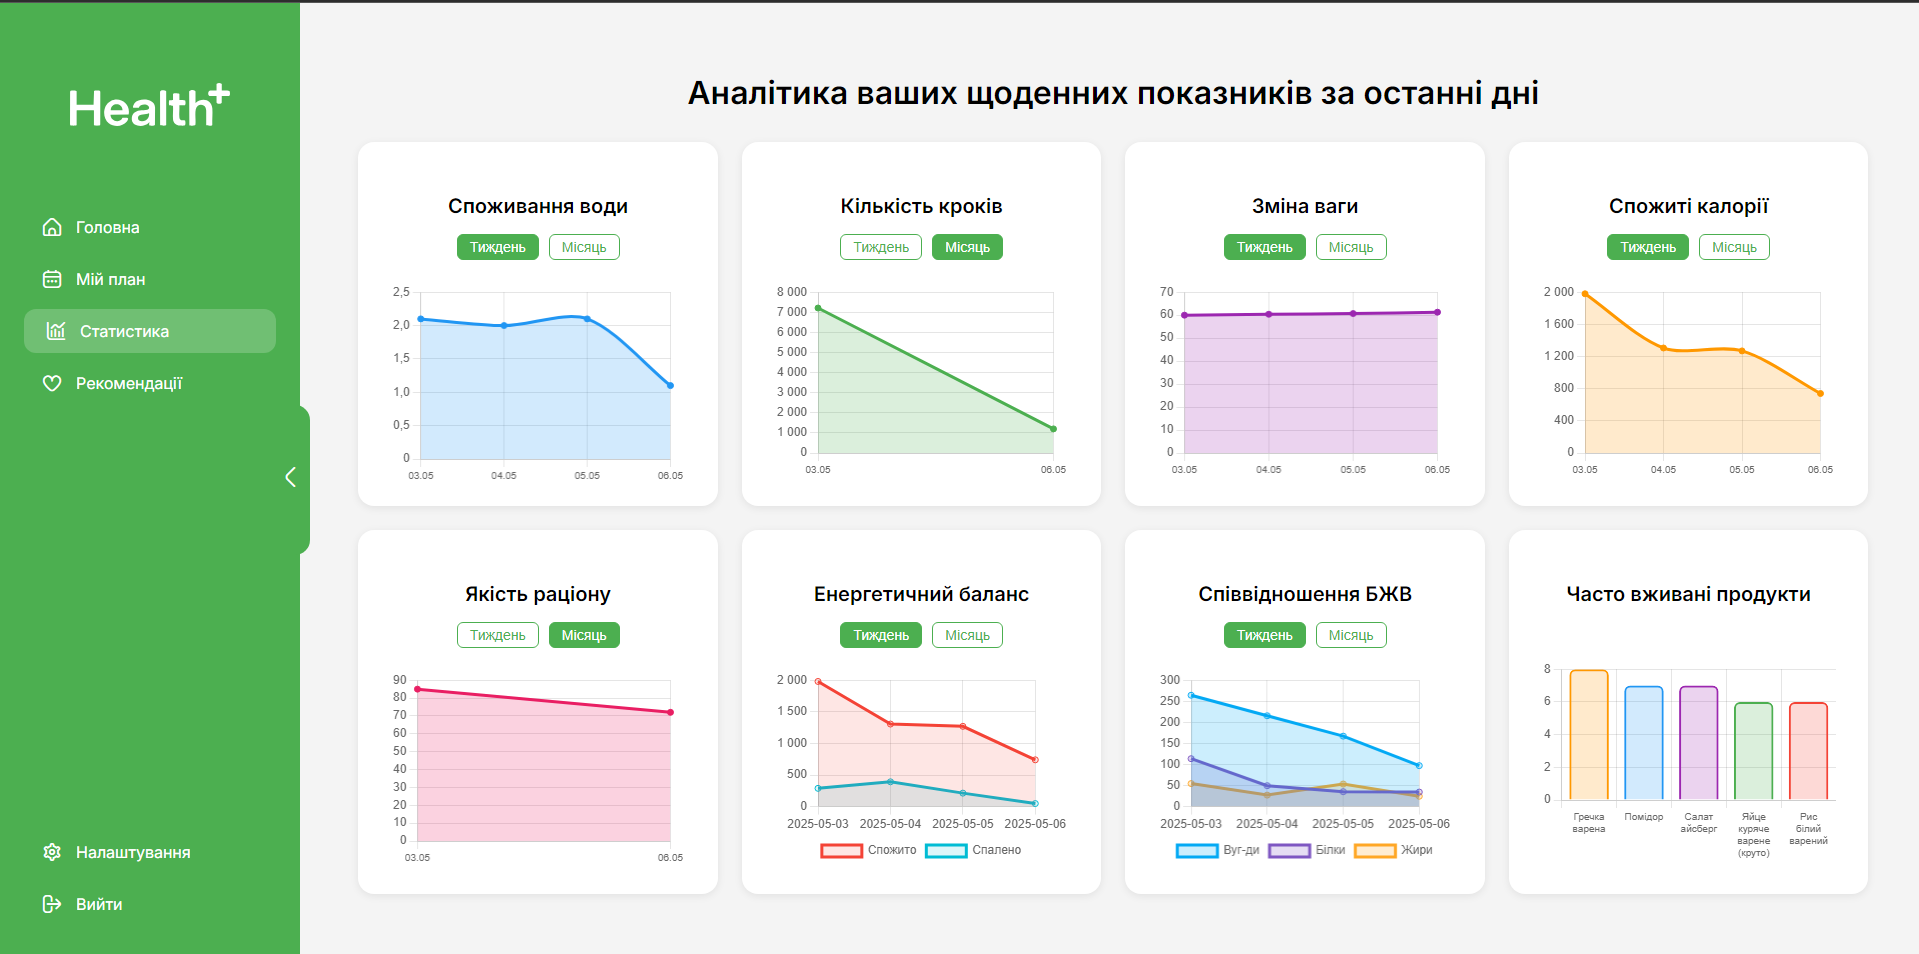 Health+
Головна
Мій план
Статистика
Рекомендації
Налаштування
Вийти
Аналітика ваших щоденних показників за останні дні
Споживання води
Тиждень Місяць
2,5
2,0
1,5
1,0
0,5
0
03.05 04.05 05.05 06.05
Кількість кроків
Тиждень Місяць
8 000
7 000
6 000
5 000
4 000
3 000
2 000
1 000
0
03.05 06.05
Зміна ваги
Тиждень Місяць
70
60
50
40
30
20
10
0
03.05 04.05 05.05 06.05
Спожиті калорії
Тиждень Місяць
2 000
1 600
1 200
800
400
0
03.05 04.05 05.05 06.05
Якість раціону
Тиждень Місяць
90
80
70
60
50
40
30
20
10
0
03.05 06.05
Енергетичний баланс
Тиждень Місяць
2 000
1 500
1 000
500
0
2025-05-03 2025-05-04 2025-05-05 2025-05-06
Спожито Спалено
Співвідношення БЖВ
Тиждень Місяць
300
250
200
150
100
50
0
2025-05-03 2025-05-04 2025-05-05 2025-05-06
Вуг-ди Білки Жири
Часто вживані продукти
8
6
4
2
0
Гречка
варена
Помідор
Салат
айсберг
Яйце
куряче
варене
(круто)
Рис
білий
варений